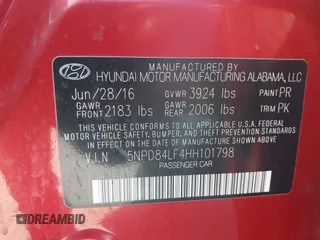 HYUNDAI MOTOR MANUFACTURING ALABAMA, LLC
Jun/28/16 GVWR 3924 lbs PAINT PR
GAWR FRONT 2183 lbs GAWR REAR 2006 lbs TRIM PK
THIS VEHICLE CONFORMS TO ALL APPLICABLE U.S. FEDERAL
MOTOR VEHICLE SAFETY, BUMPER, AND THEFT PREVENTION
STANDARDS IN EFFECT ON THE DATE OF MANUFACTURE SHOWN ABOVE.
V.I.N 5NPD84LF4HH101798
PASSENGER CAR
DREAMBID